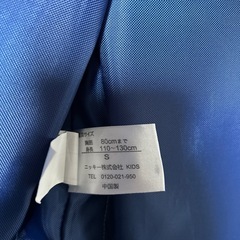 サイズ
胸囲 60cmまで
身長 110~130cm
S
ニッキー株式会社 KIDS
TEL 0120-021-950
中国製